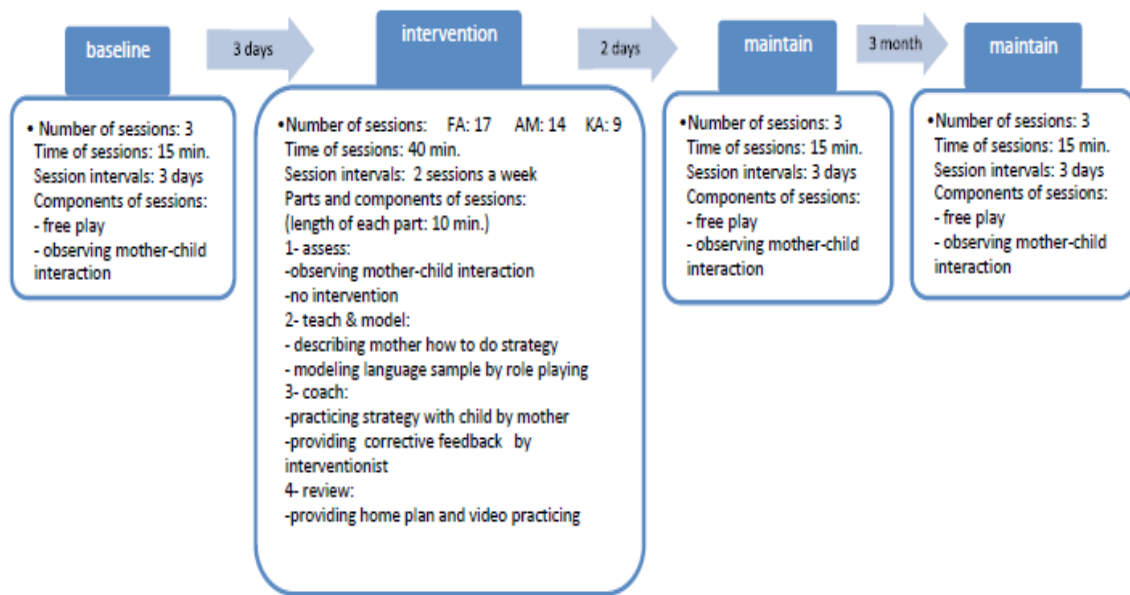 baseline
3 days
intervention
2 days
maintain
3 month
maintain
• Number of sessions: 3
Time of sessions: 15 min.
Session intervals: 3 days
Components of sessions:
- free play
- observing mother-child
interaction
•Number of sessions: FA: 17 AM: 14 KA: 9
Time of sessions: 40 min.
Session intervals: 2 sessions a week
Parts and components of sessions:
(length of each part: 10 min.)
1- assess:
-observing mother-child interaction
-no intervention
2- teach & model:
- describing mother how to do strategy
- modeling language sample by role playing
3- coach:
-practicing strategy with child by mother
-providing corrective feedback by
interventionist
4- review:
-providing home plan and video practicing
•Number of sessions: 3
Time of sessions: 15 min.
Session intervals: 3 days
Components of sessions:
- free play
- observing mother-child
interaction
•Number of sessions: 3
Time of sessions: 15 min.
Session intervals: 3 days
Components of sessions:
- free play
- observing mother-child
interaction